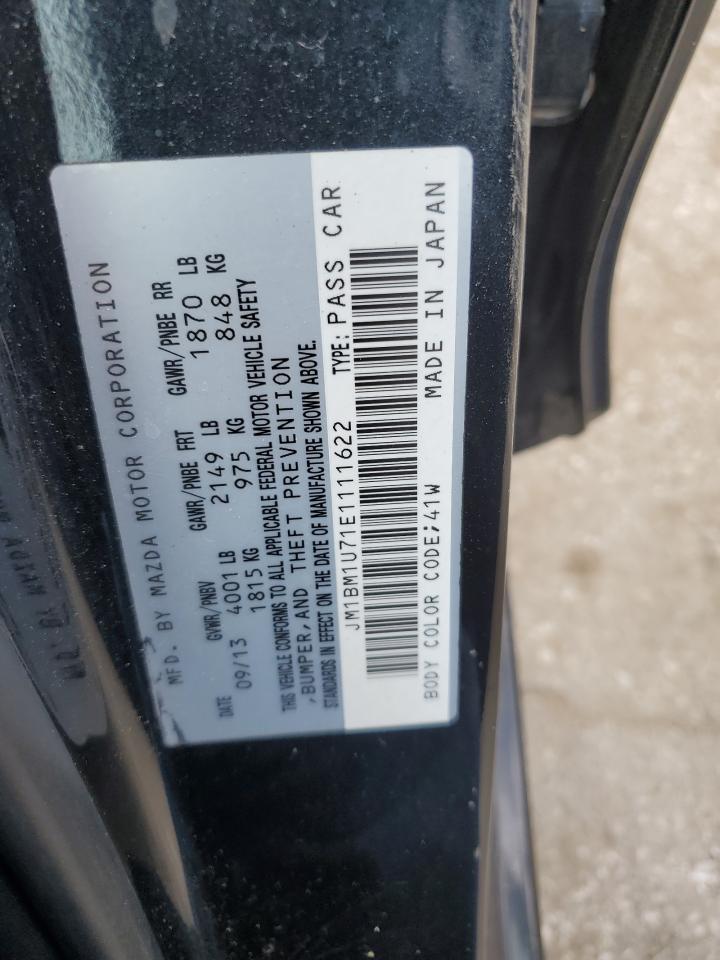 MFD. BY MAZDA MOTOR CORPORATION
DATE GVWR/PNBV GAWR/PNBE FRT GAWR/PNBE RR
09/13 4001 LB 2149 LB 1870 LB
1815 KG 975 KG 848 KG
THIS VEHICLE CONFORMS TO ALL APPLICABLE FEDERAL MOTOR VEHICLE SAFETY
,BUMPER,AND THEFT PREVENTION
STANDARDS IN EFFECT ON THE DATE OF MANUFACTURE SHOWN ABOVE.
JM1BM1U71E1111622 TYPE: PASS CAR
BODY COLOR CODE;41W MADE IN JAPAN